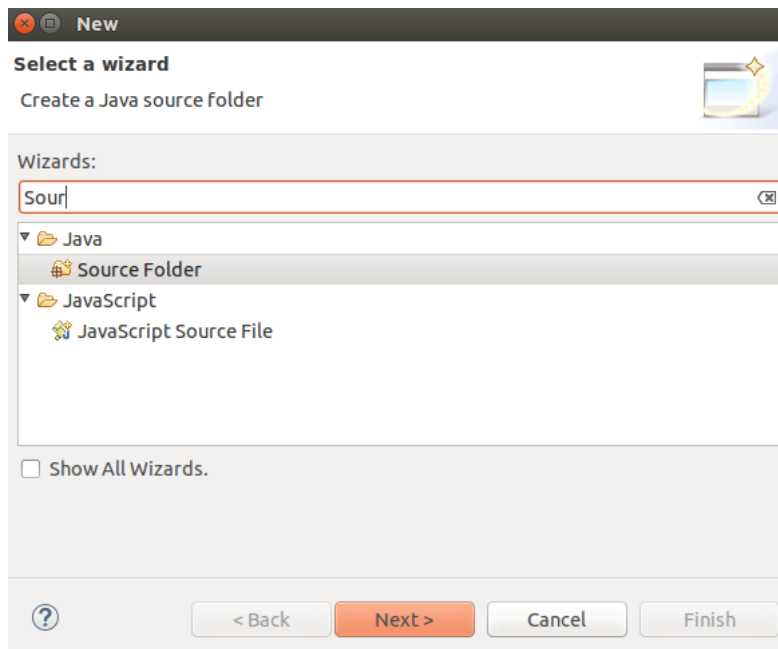 New
Select a wizard
Create a Java source folder
Wizards:
Sour
Java
Source Folder
JavaScript
JavaScript Source File
Show All Wizards.
? < Back Next > Cancel Finish